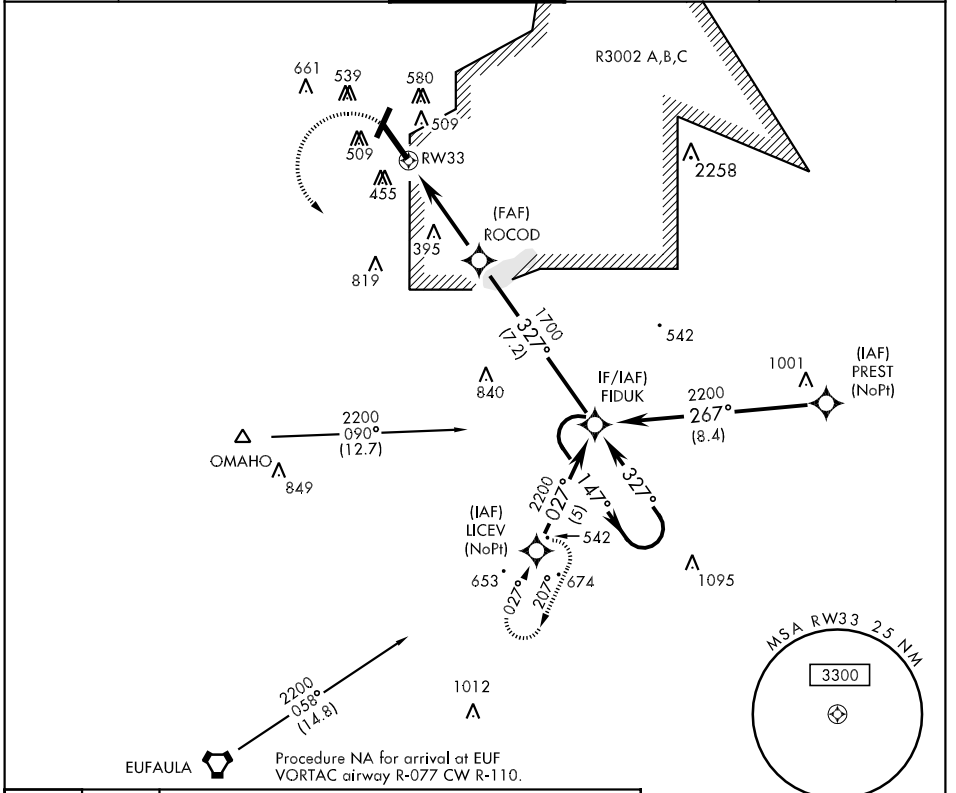 R3002 A,B,C
661
539
580
509
509
RW33
2258
455
(FAF)
ROCOD
395
819
1700
327°
(7.2)
542
1001
(IAF)
PREST
(NoPt)
IF/IAF)
FIDUK
840
2200
267°
(8.4)
2200
090°
(12.7)
OMAHO
849
327°
147°
2200
027°
(5)
(IAF)
LICEV
(NoPt)
542
653
674
027°
207°
1095
MSA RW33 25 NM
3300
2200
058°
(14.8)
1012
EUFAULA
Procedure NA for arrival at EUF
VORTAC airway R-077 CW R-110.